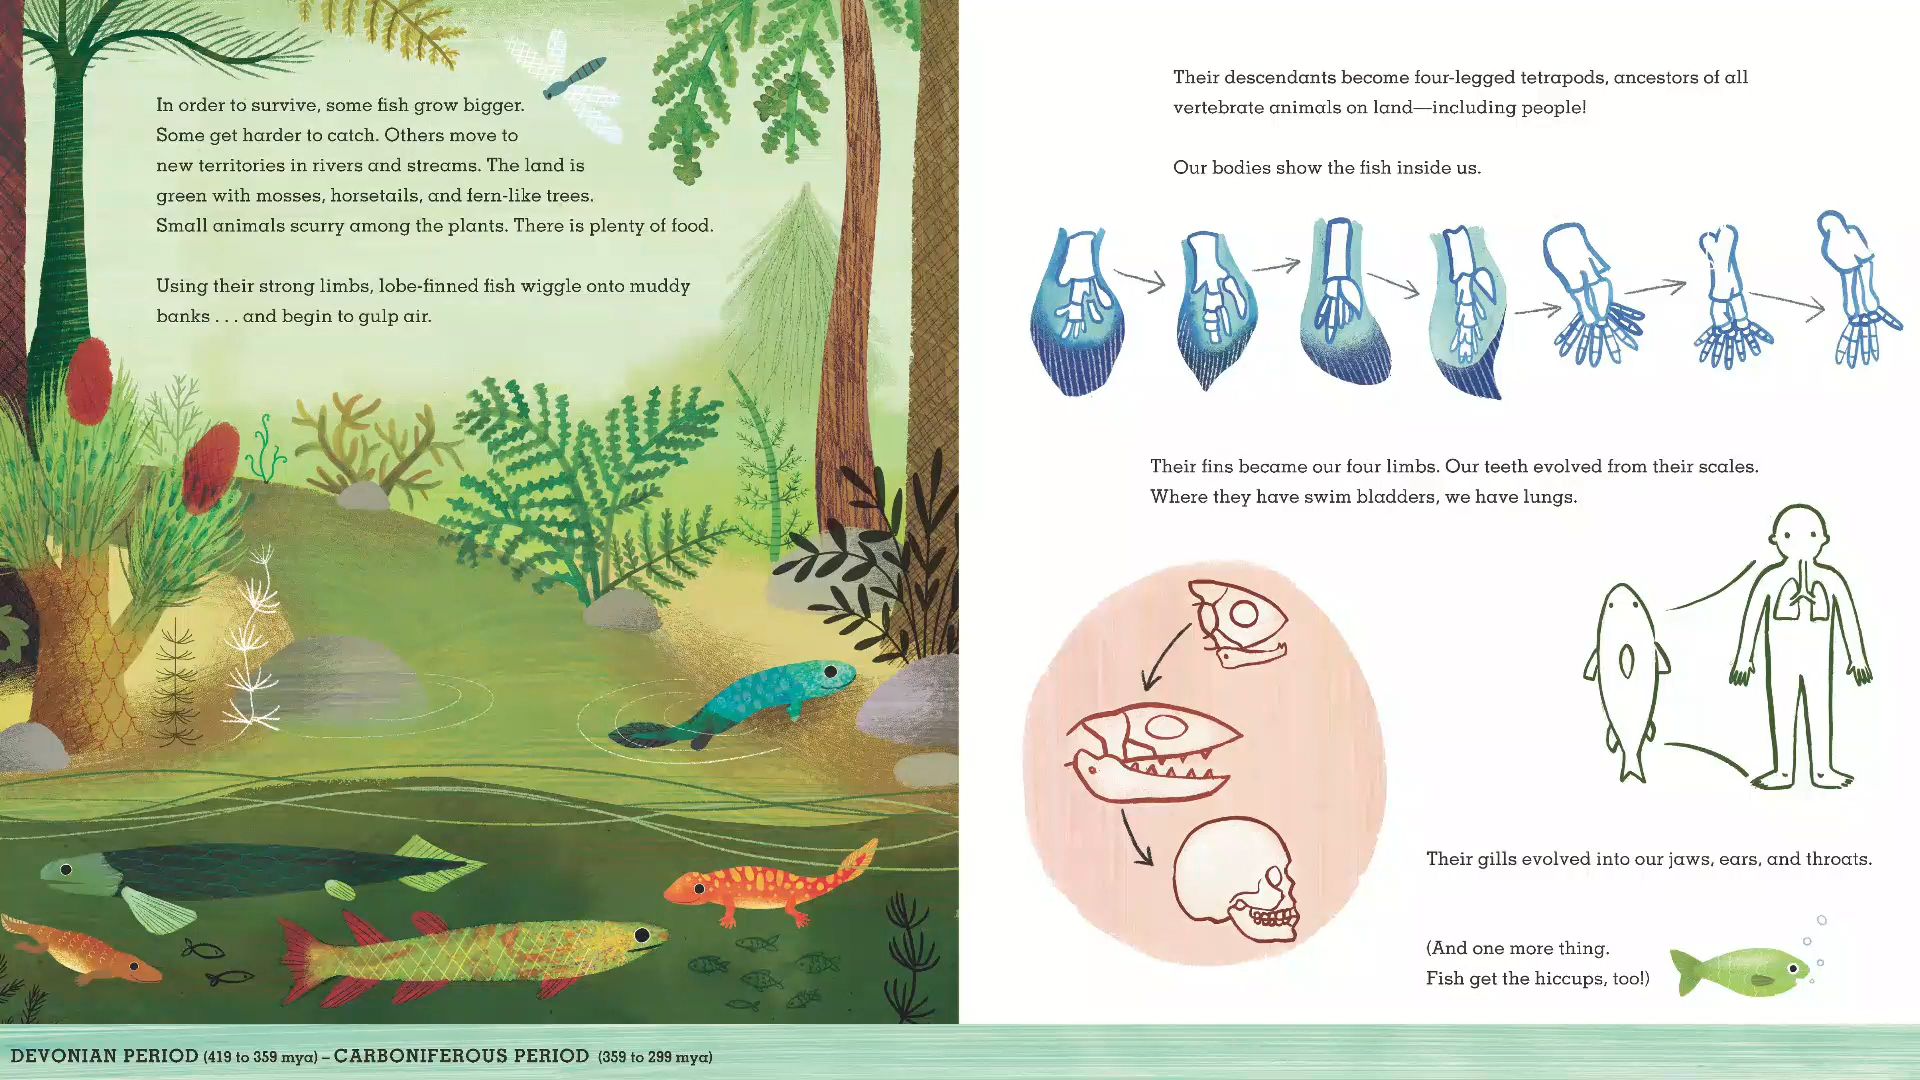 In order to survive, some fish grow bigger.
Some get harder to catch. Others move to
new territories in rivers and streams. The land is
green with mosses, horsetails, and fern-like trees.
Small animals scurry among the plants. There is plenty of food.
Using their strong limbs, lobe-finned fish wiggle onto muddy
banks . . . and begin to gulp air.
Their descendants become four-legged tetrapods, ancestors of all
vertebrate animals on land—including people!
Our bodies show the fish inside us.
Their fins became our four limbs. Our teeth evolved from their scales.
Where they have swim bladders, we have lungs.
Their gills evolved into our jaws, ears, and throats.
(And one more thing.
Fish get the hiccups, too!)
DEVONIAN PERIOD (419 to 359 mya) – CARBONIFEROUS PERIOD (359 to 299 mya)